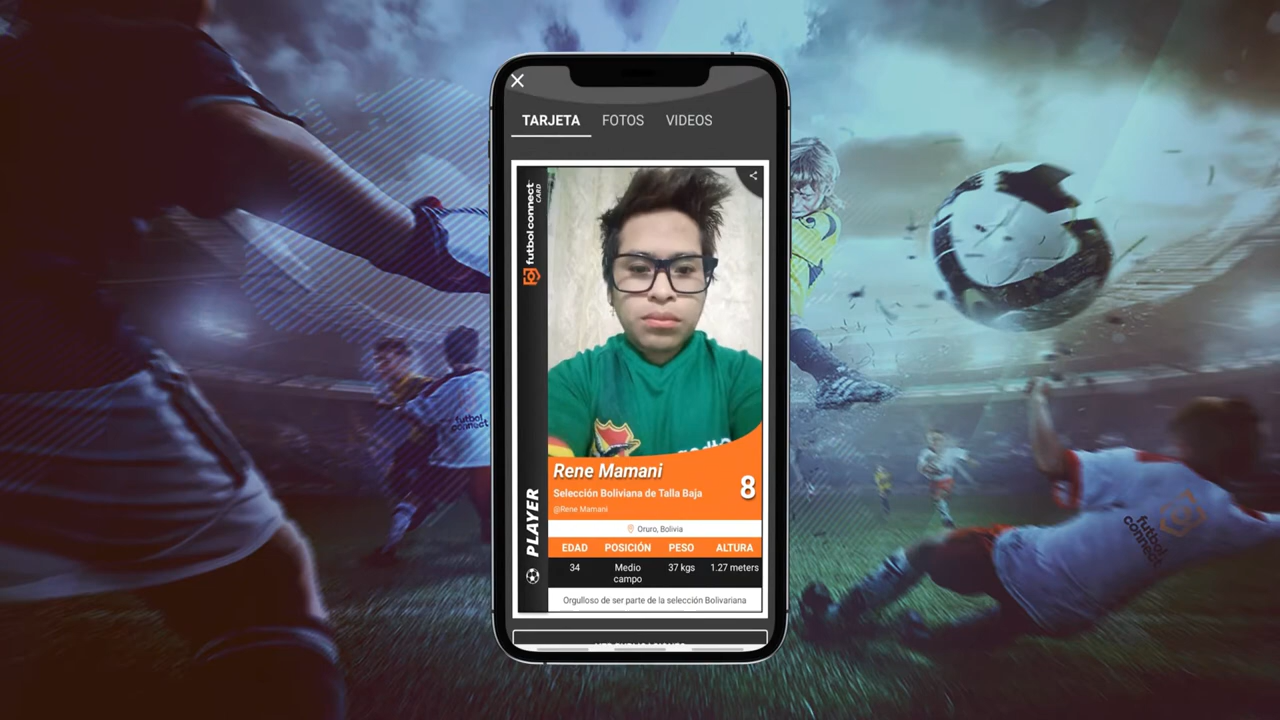 TARJETA FOTOS VIDEOS
futbol connect
CARD
PLAYER
Rene Mamani
Selección Boliviana de Talla Baja
8
@Rene Mamani
Oruro, Bolivia
EDAD POSICIÓN PESO ALTURA
34 Medio campo 37 kgs 1.27 meters
Orgulloso de ser parte de la selección Bolivariana
futbol
connect
futbol
connect